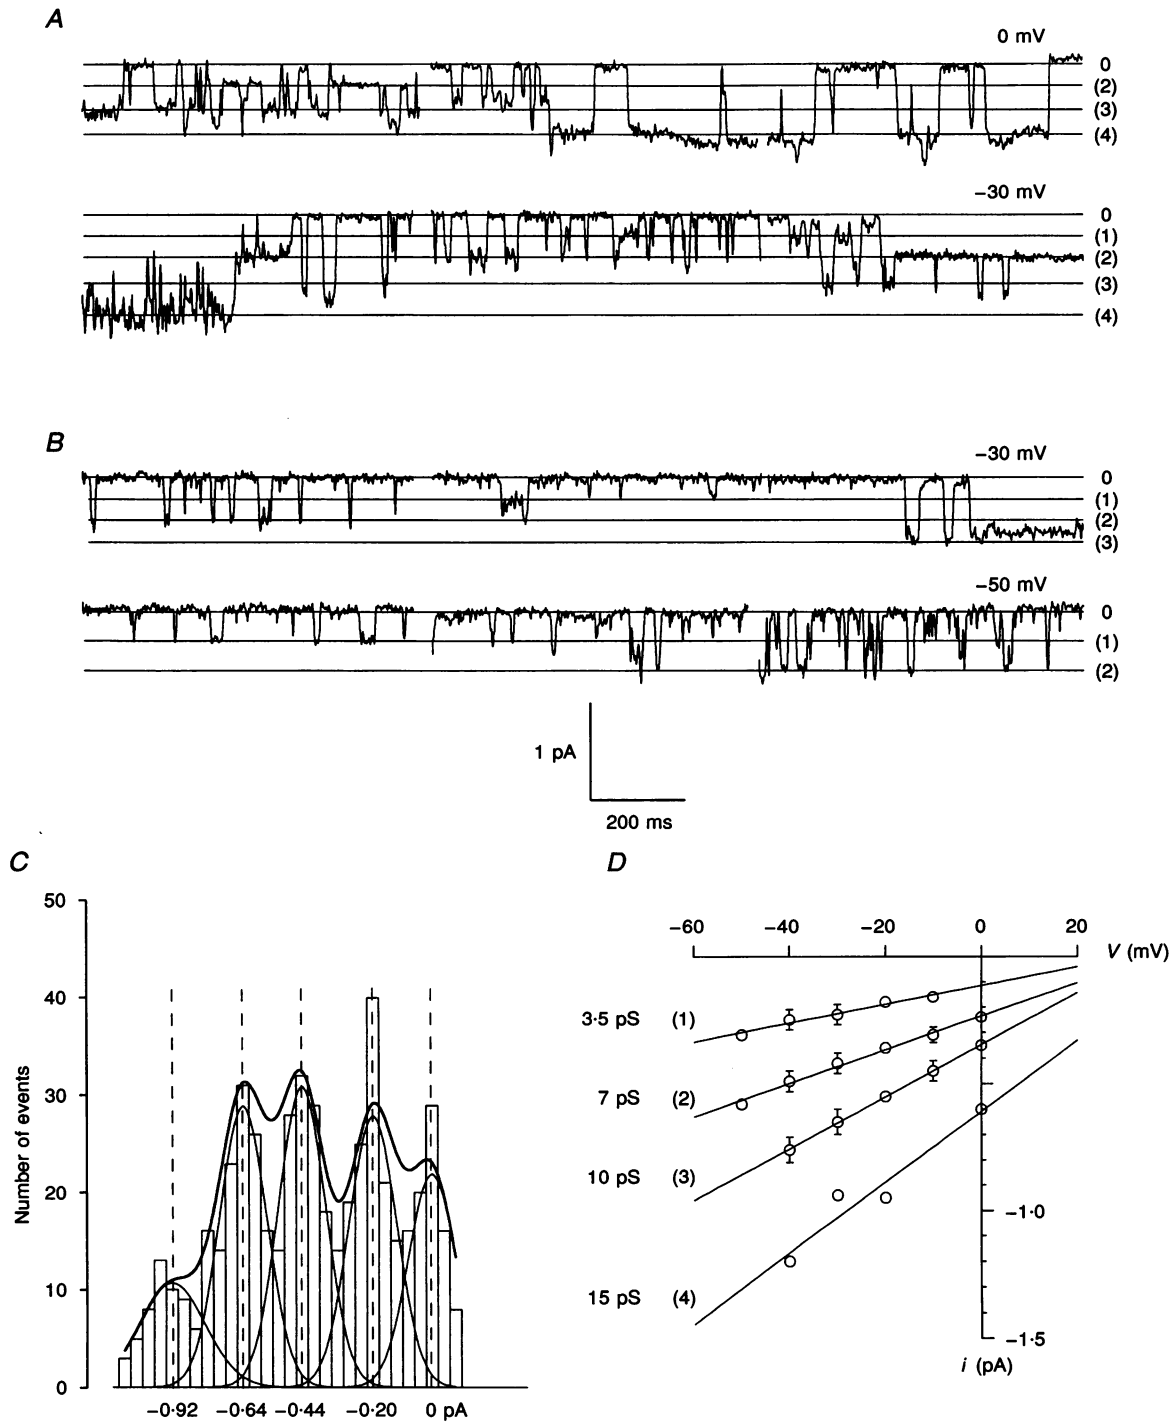 A
0 mV
0
(2)
(3)
(4)
−30 mV
0
(1)
(2)
(3)
(4)
B
−30 mV
0
(1)
(2)
(3)
−50 mV
0
(1)
(2)
1 pA
200 ms
C
50
40
30
20
10
0
Number of events
−0·92 −0·64 −0·44 −0·20 0 pA
D
−60 −40 −20 0 20
V (mV)
3·5 pS (1)
7 pS (2)
10 pS (3)
15 pS (4)
−1·0
−1·5
i (pA)